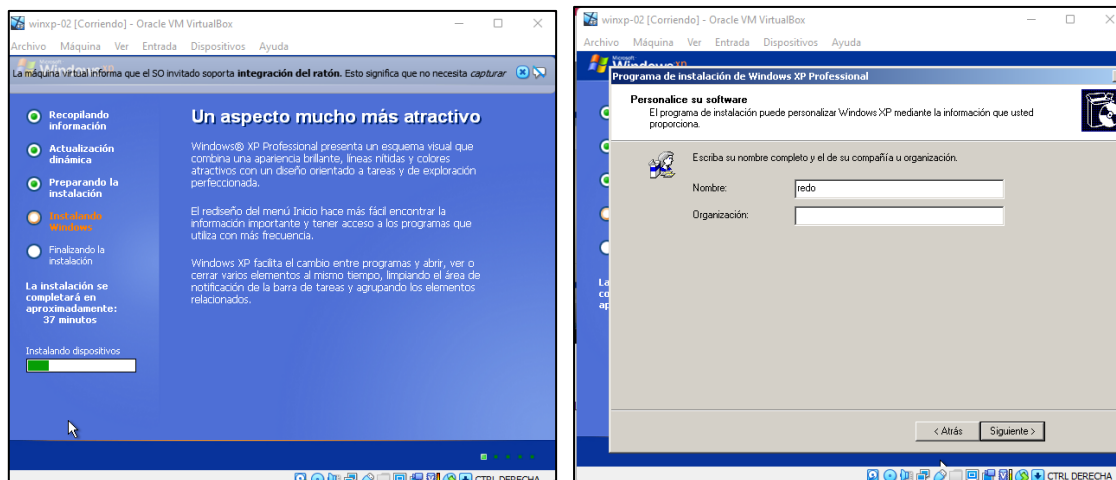 winxp-02 [Corriendo] - Oracle VM VirtualBox
Archivo Máquina Ver Entrada Dispositivos Ayuda
La máquina virtual informa que el SO invitado soporta integración del ratón. Esto significa que no necesita capturar
Recopilando
información
Actualización
dinámica
Preparando la
instalación
Instalando
Windows
Finalizando la
instalación
La instalación se
completará en
aproximadamente:
37 minutos
Instalando dispositivos
Un aspecto mucho más atractivo
Windows® XP Professional presenta un esquema visual que
combina una apariencia brillante, líneas nítidas y colores
atractivos con un diseño orientado a tareas y de exploración
perfeccionada.
El rediseño del menú Inicio hace más fácil encontrar la
información importante y tener acceso a los programas que
utiliza con más frecuencia.
Windows XP facilita el cambio entre programas y abrir, ver o
cerrar varios elementos al mismo tiempo, limpiando el área de
notificación de la barra de tareas y agrupando los elementos
relacionados.
CTRL DERECHA
winxp-02 [Corriendo] - Oracle VM VirtualBox
Archivo Máquina Ver Entrada Dispositivos Ayuda
Programa de instalación de Windows XP Professional
Personalice su software
El programa de instalación puede personalizar Windows XP mediante la información que usted
proporciona.
Escriba su nombre completo y el de su compañía u organización.
Nombre: redo
Organización:
La
co
ap
< Atrás Siguiente >
CTRL DERECHA